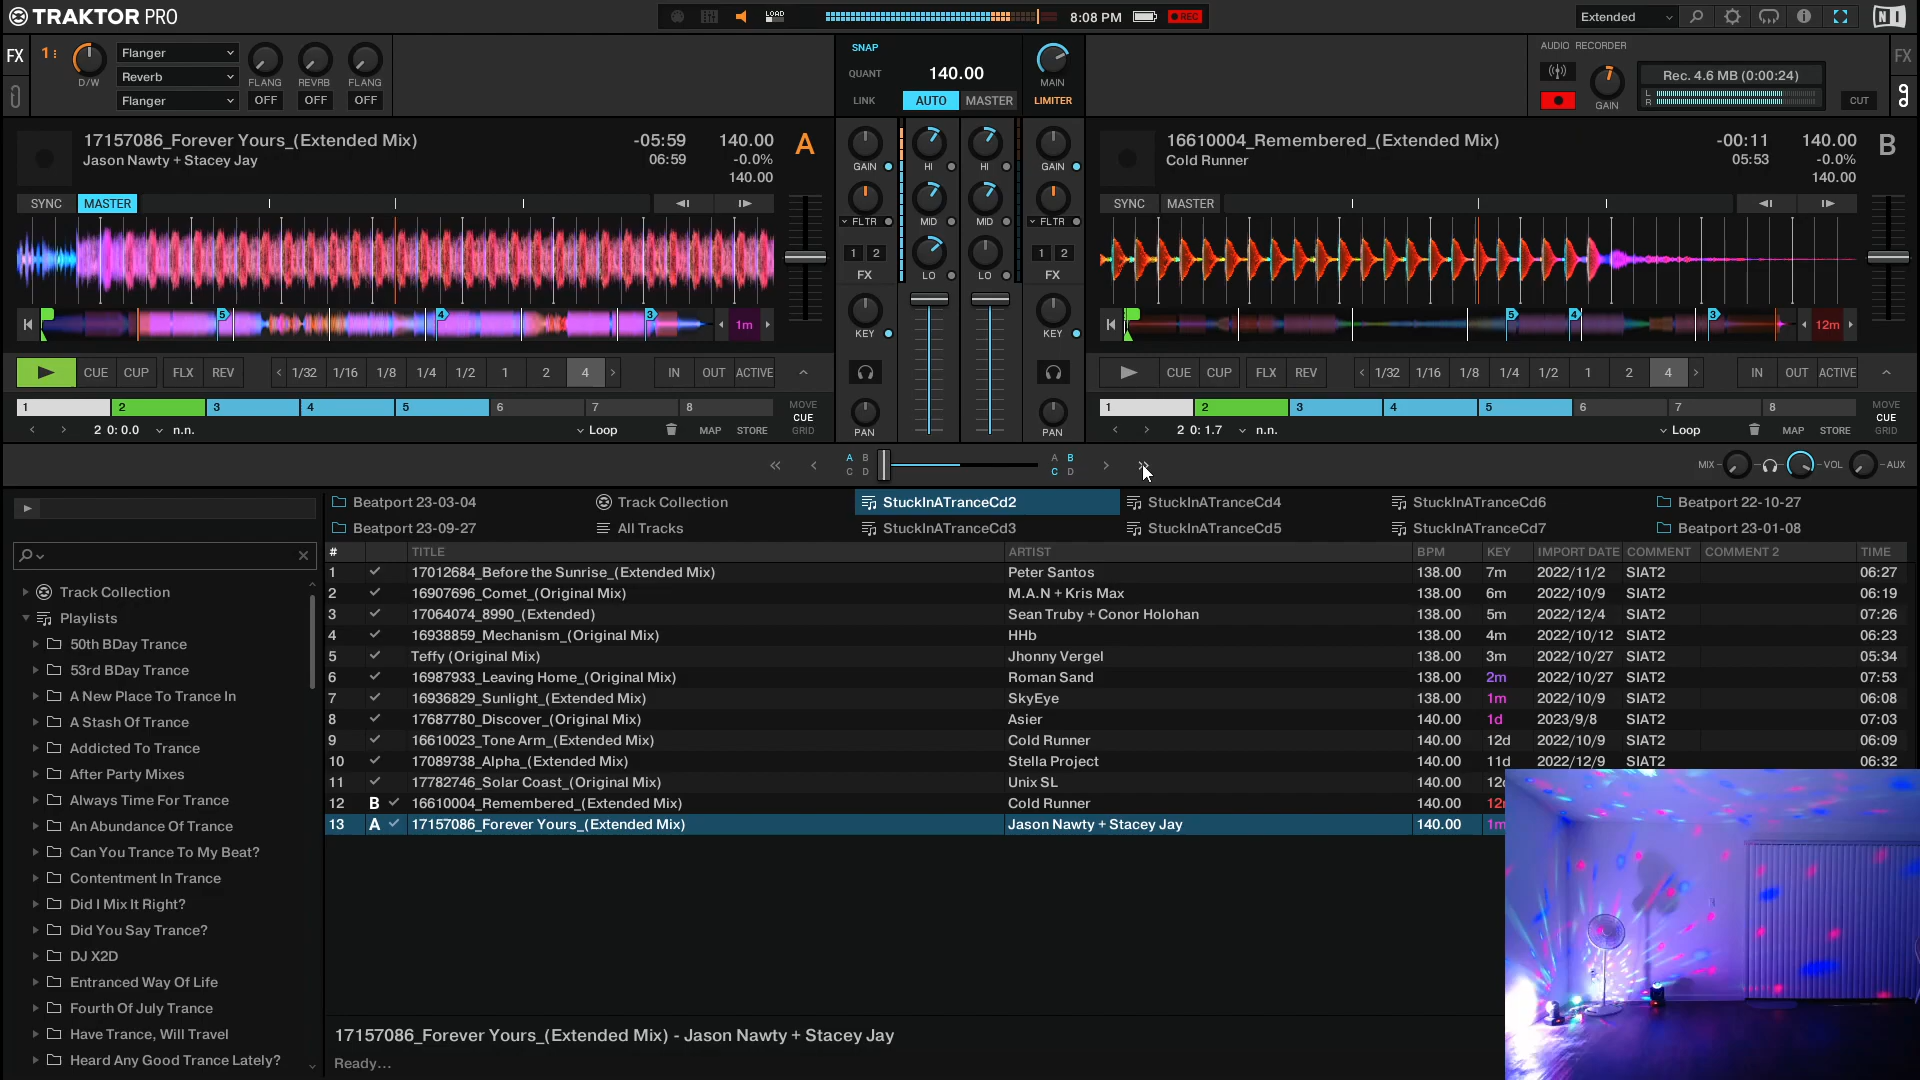 TRAKTOR PRO
LOAD
8:08 PM
REC
Extended
FX
1
D/W
Flanger
Reverb
Flanger
FLANG
REVRB
FLANG
OFF
OFF
OFF
SNAP
QUANT
LINK
140.00
AUTO
MASTER
MAIN
LIMITER
AUDIO RECORDER
GAIN
Rec. 4.6 MB (0:00:24)
L
R
CUT
FX
17157086_Forever Yours_(Extended Mix)
Jason Nawty + Stacey Jay
-05:59
06:59
140.00
-0.0%
140.00
A
SYNC
MASTER
5
4
3
1m
CUE
CUP
FLX
REV
1/32
1/16
1/8
1/4
1/2
1
2
4
IN
OUT
ACTIVE
1
2
3
4
5
6
7
8
MOVE
CUE
GRID
2 0: 0.0
n.n.
Loop
MAP
STORE
GAIN
HI
HI
GAIN
FLTR
MID
MID
FLTR
1 2
LO
LO
1 2
FX
FX
KEY
KEY
PAN
PAN
16610004_Remembered_(Extended Mix)
Cold Runner
-00:11
05:53
140.00
-0.0%
140.00
B
SYNC
MASTER
5
4
3
12m
CUE
CUP
FLX
REV
1/32
1/16
1/8
1/4
1/2
1
2
4
IN
OUT
ACTIVE
1
2
3
4
5
6
7
8
MOVE
CUE
GRID
2 0: 1.7
n.n.
Loop
MAP
STORE
A B
C D
A B
C D
MIX
VOL
AUX
Beatport 23-03-04
Track Collection
StuckInATranceCd2
StuckInATranceCd4
StuckInATranceCd6
Beatport 22-10-27
Beatport 23-09-27
All Tracks
StuckInATranceCd3
StuckInATranceCd5
StuckInATranceCd7
Beatport 23-01-08
# TITLE ARTIST BPM KEY IMPORT DATE COMMENT COMMENT 2 TIME
1 17012684_Before the Sunrise_(Extended Mix) Peter Santos 138.00 7m 2022/11/2 SIAT2 06:27
2 16907696_Comet_(Original Mix) M.A.N + Kris Max 138.00 6m 2022/10/9 SIAT2 06:19
3 17064074_8990_(Extended) Sean Truby + Conor Holohan 138.00 5m 2022/12/4 SIAT2 07:26
4 16938859_Mechanism_(Original Mix) HHb 138.00 4m 2022/10/12 SIAT2 06:23
5 Teffy (Original Mix) Jhonny Vergel 138.00 3m 2022/10/27 SIAT2 05:34
6 16987933_Leaving Home_(Original Mix) Roman Sand 138.00 2m 2022/10/27 SIAT2 07:53
7 16936829_Sunlight_(Extended Mix) SkyEye 138.00 1m 2022/10/9 SIAT2 06:08
8 17687780_Discover_(Original Mix) Asier 140.00 1d 2023/9/8 SIAT2 07:03
9 16610023_Tone Arm_(Extended Mix) Cold Runner 140.00 12d 2022/10/9 SIAT2 06:09
10 17089738_Alpha_(Extended Mix) Stella Project 140.00 11d 2022/12/9 SIAT2 06:32
11 17782746_Solar Coast_(Original Mix) Unix SL 140.00
12 B 16610004_Remembered_(Extended Mix) Cold Runner 140.00
13 A 17157086_Forever Yours_(Extended Mix) Jason Nawty + Stacey Jay 140.00
Track Collection
Playlists
50th BDay Trance
53rd BDay Trance
A New Place To Trance In
A Stash Of Trance
Addicted To Trance
After Party Mixes
Always Time For Trance
An Abundance Of Trance
Can You Trance To My Beat?
Contentment In Trance
Did I Mix It Right?
Did You Say Trance?
DJ X2D
Entranced Way Of Life
Fourth Of July Trance
Have Trance, Will Travel
Heard Any Good Trance Lately?
17157086_Forever Yours_(Extended Mix) - Jason Nawty + Stacey Jay
Ready...